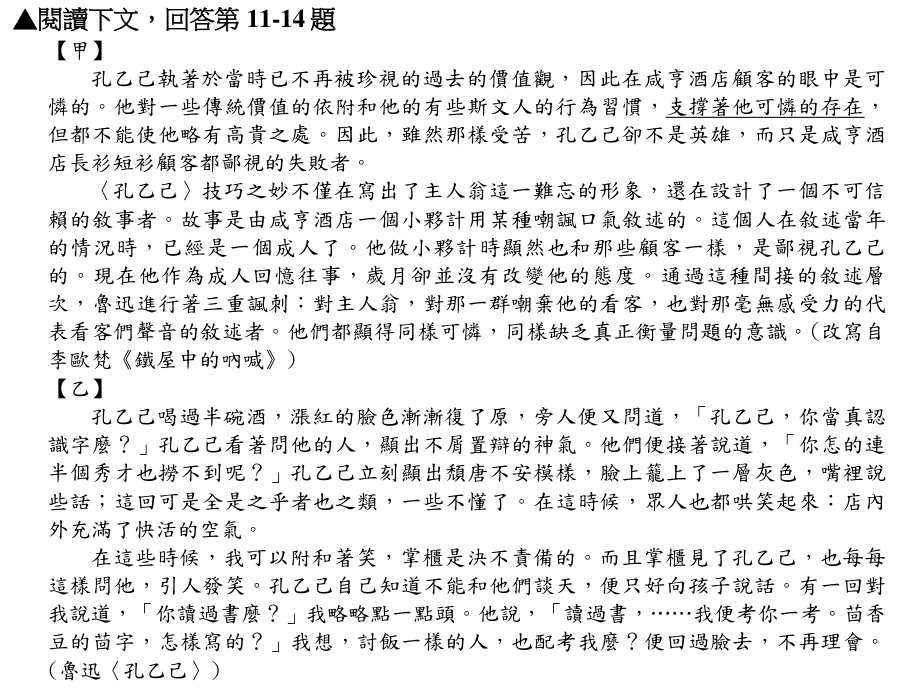 ▲閱讀下文，回答第 11-14 題
【甲】
孔乙己執著於當時已不再被珍視的過去的價值觀，因此在咸亨酒店顧客的眼中是可
憐的。他對一些傳統價值的依附和他的有些斯文人的行為習慣，支撐著他可憐的存在，
但都不能使他略有高貴之處。因此，雖然那樣受苦，孔乙己卻不是英雄，而只是咸亨酒
店長衫短衫顧客都鄙視的失敗者。
〈孔乙己〉技巧之妙不僅在寫出了主人翁這一難忘的形象，還在設計了一個不可信
賴的敘事者。故事是由咸亨酒店一個小夥計用某種嘲諷口氣敘述的。這個人在敘述當年
的情況時，已經是一個成人了。他做小夥計時顯然也和那些顧客一樣，是鄙視孔乙己
的。現在他作為成人回憶往事，歲月卻並沒有改變他的態度。通過這種間接的敘述層
次，魯迅進行著三重諷刺：對主人翁，對那一群嘲棄他的看客，也對那毫無感受力的代
表看客們聲音的敘述者。他們都顯得同樣可憐，同樣缺乏真正衡量問題的意識。(改寫自
李歐梵《鐵屋中的吶喊》)
【乙】
孔乙己喝過半碗酒，漲紅的臉色漸漸復了原，旁人便又問道，「孔乙己，你當真認
識字麼？」孔乙己看著問他的人，顯出不屑置辯的神氣。他們便接著說道，「你怎的連
半個秀才也撈不到呢？」孔乙己立刻顯出頹唐不安模樣，臉上籠上了一層灰色，嘴裡說
些話；這回可是全是之乎者也之類，一些不懂了。在這時候，眾人也都哄笑起來：店內
外充滿了快活的空氣。
在這些時候，我可以附和著笑，掌櫃是決不責備的。而且掌櫃見了孔乙己，也每每
這樣問他，引人發笑。孔乙己自己知道不能和他們談天，便只好向孩子說話。有一回對
我說道，「你讀過書麼？」我略略點一點頭。他說，「讀過書，……我便考你一考。茴香
豆的茴字，怎樣寫的？」我想，討飯一樣的人，也配考我麼？便回過臉去，不再理會。
(魯迅〈孔乙己〉)